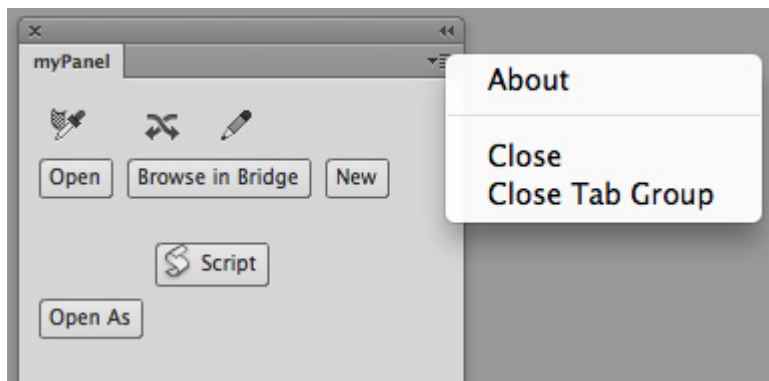 myPanel
About
Close
Close Tab Group
Open
Browse in Bridge
New
Script
Open As